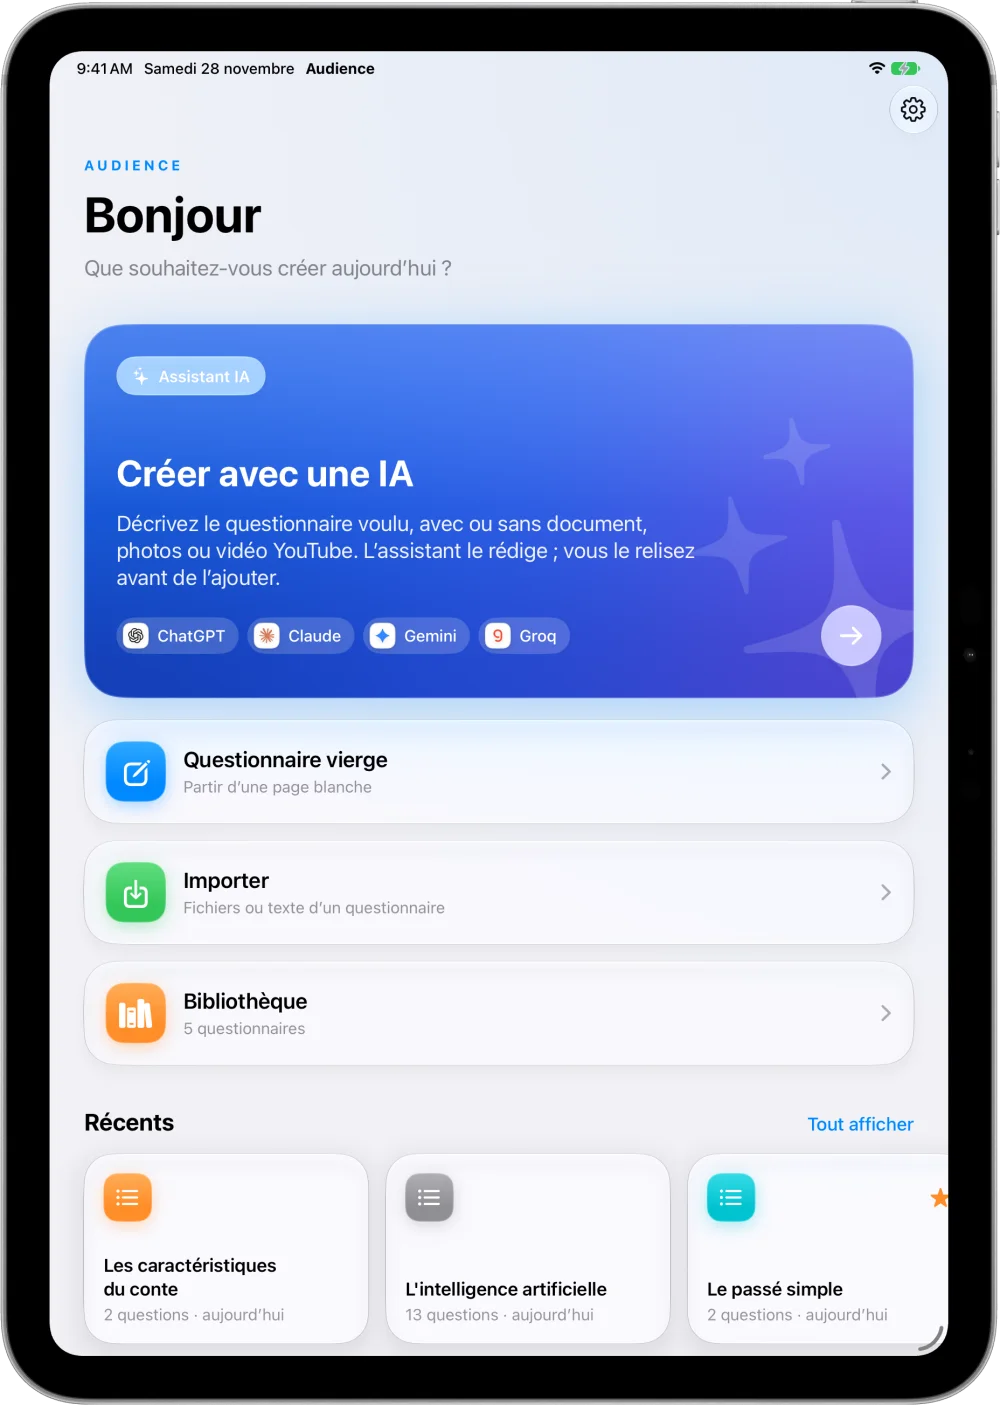 9:41 AM Samedi 28 novembre Audience
AUDIENCE
Bonjour
Que souhaitez-vous créer aujourd’hui ?
Assistant IA
Créer avec une IA
Décrivez le questionnaire voulu, avec ou sans document,
photos ou vidéo YouTube. L’assistant le rédige ; vous le relisez
avant de l’ajouter.
ChatGPT
Claude
Gemini
Groq
Questionnaire vierge
Partir d’une page blanche
Importer
Fichiers ou texte d’un questionnaire
Bibliothèque
5 questionnaires
Récents
Tout afficher
Les caractéristiques
du conte
2 questions · aujourd’hui
L'intelligence artificielle
13 questions · aujourd’hui
Le passé simple
2 questions · aujourd’hui